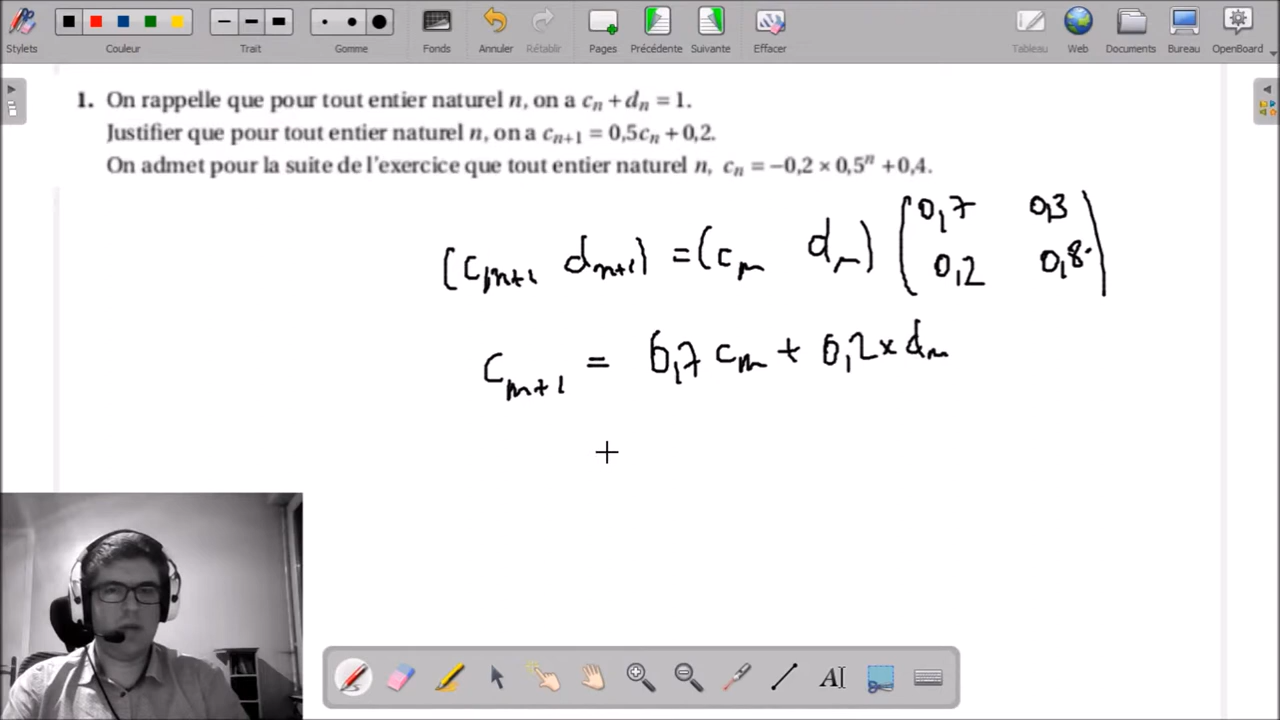 Stylets Couleur Trait Gomme Fonds Annuler Rétablir Pages Précédente Suivante Effacer Tableau Web Documents Bureau OpenBoard
1. On rappelle que pour tout entier naturel n, on a cₙ + dₙ = 1.
Justifier que pour tout entier naturel n, on a cₙ₊₁ = 0,5cₙ + 0,2.
On admet pour la suite de l'exercice que tout entier naturel n, cₙ = −0,2 × 0,5ⁿ + 0,4.
(cₙ₊₁ dₙ₊₁) = (cₙ dₙ) (0,7 0,3
0,2 0,8)
cₙ₊₁ = 0,7 cₙ + 0,2 × dₙ
AI